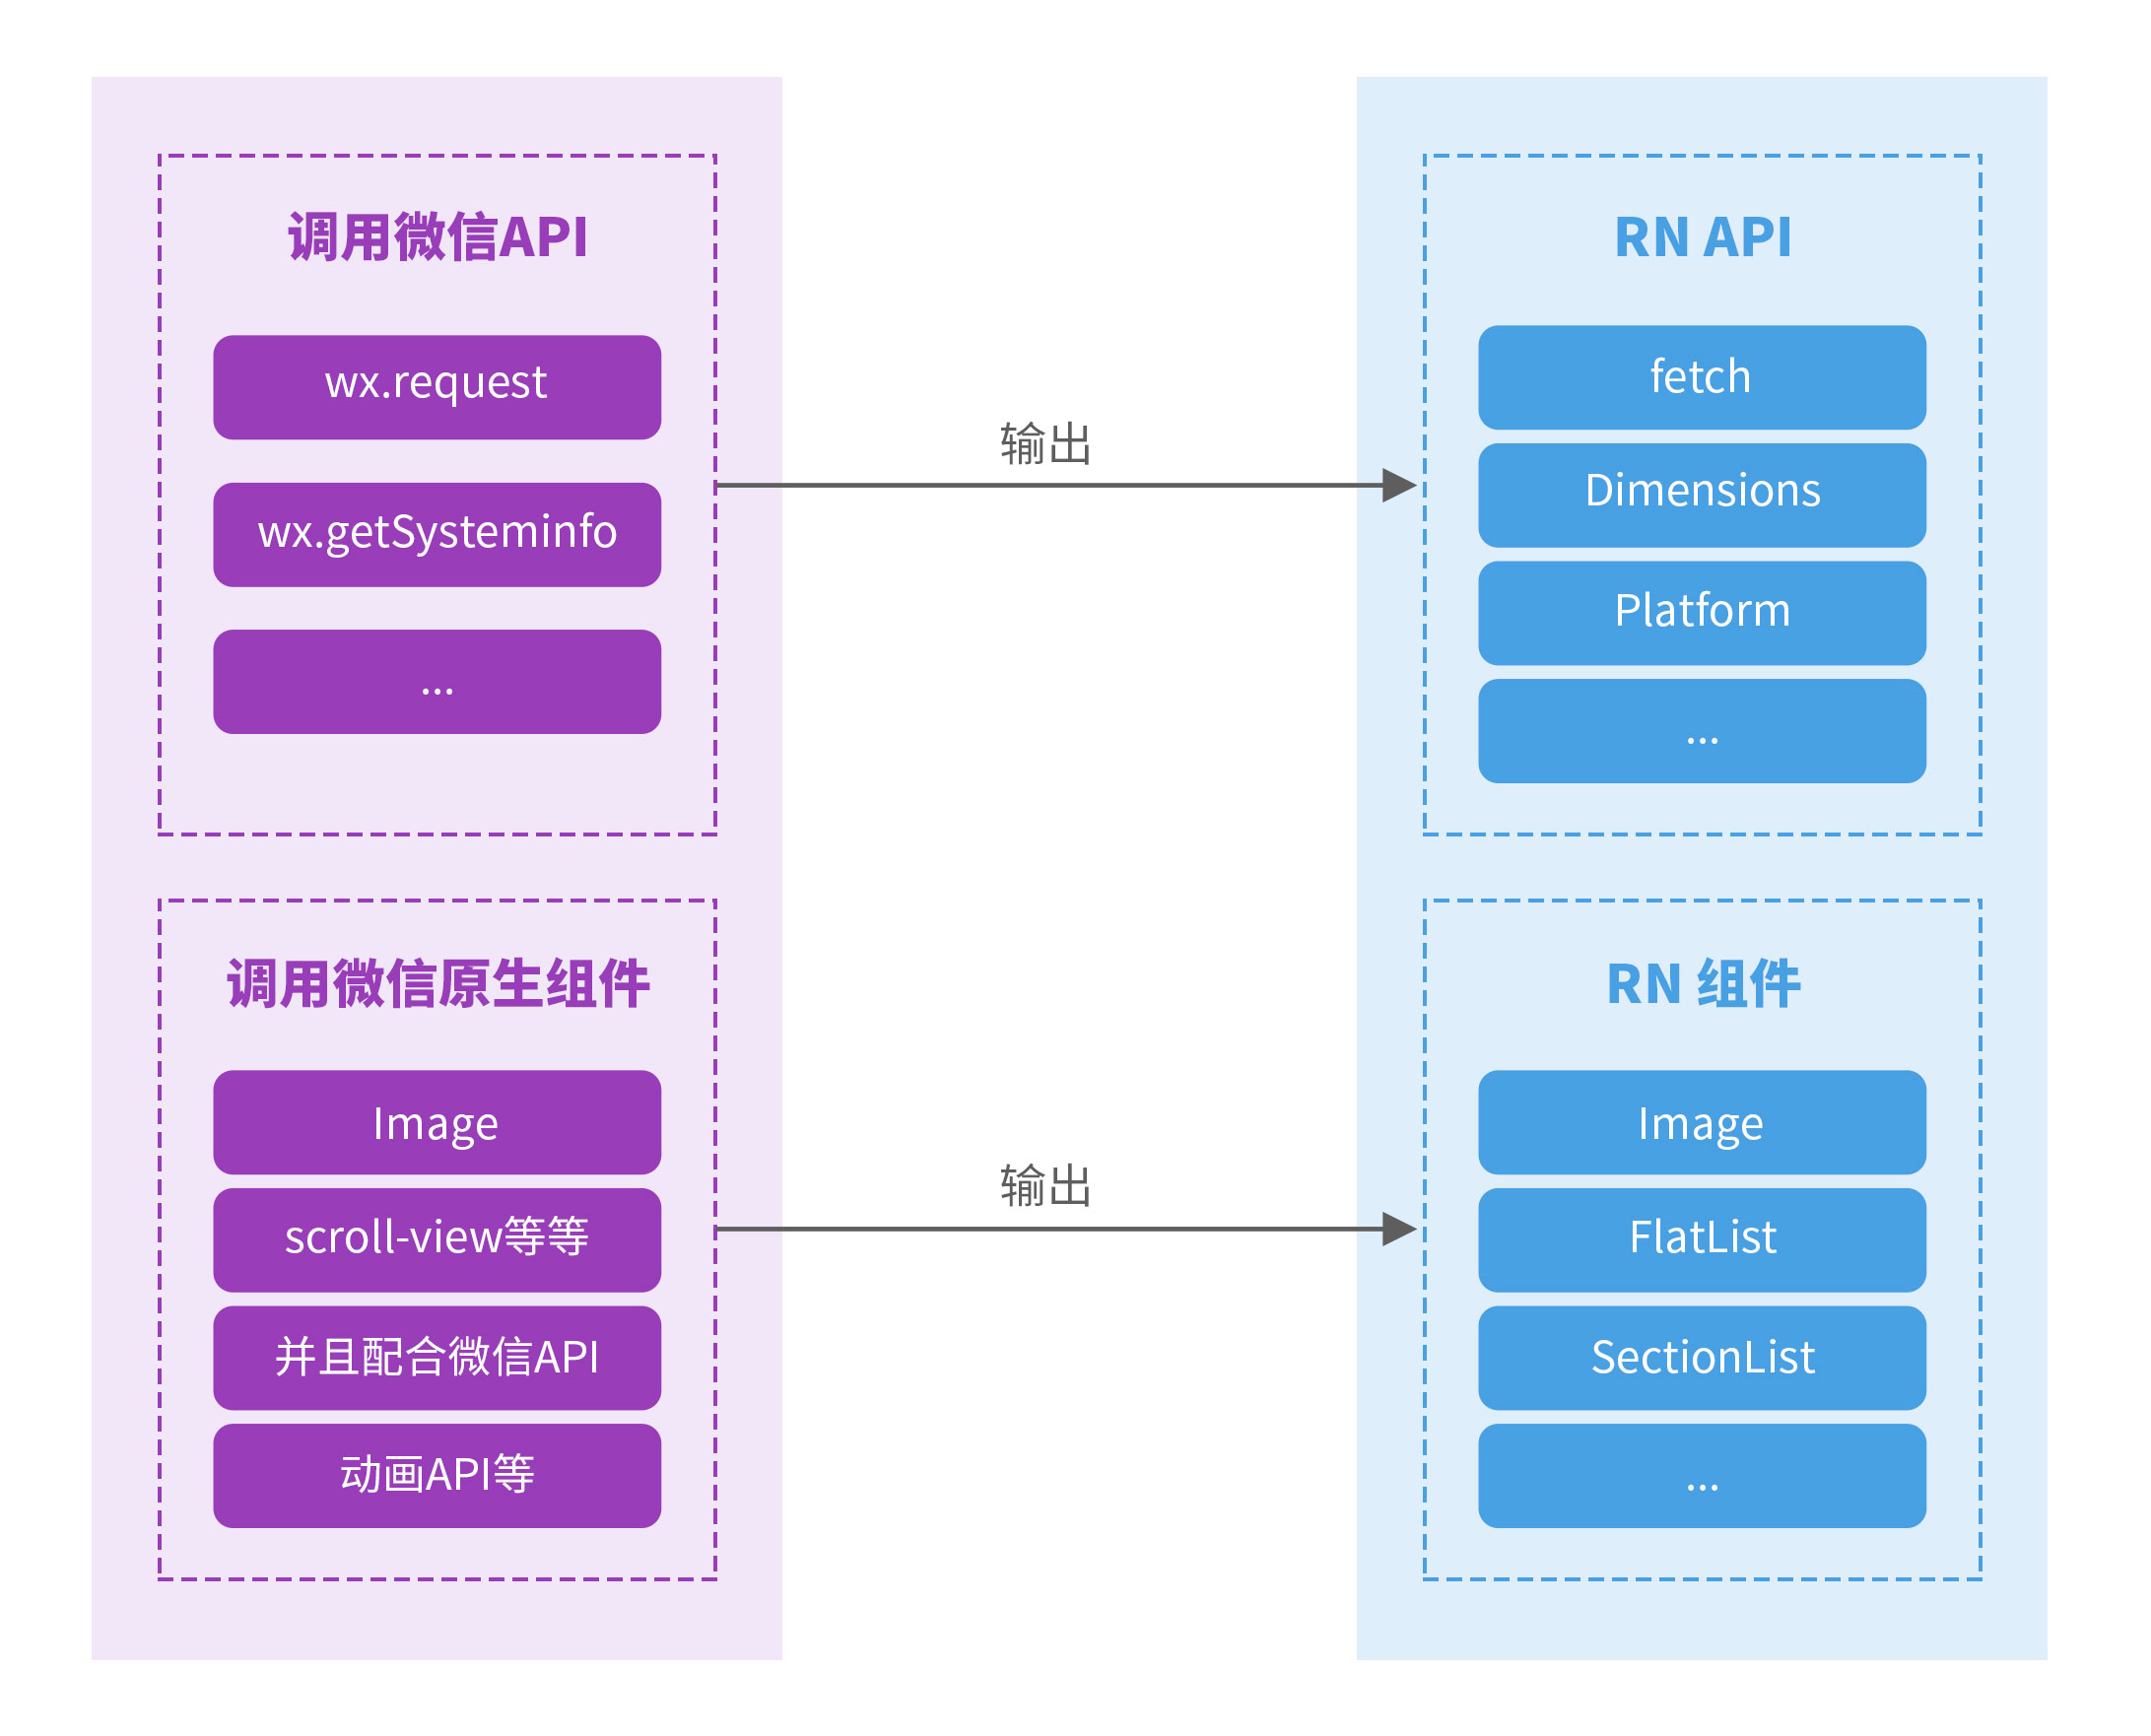 调用微信API
wx.request
wx.getSysteminfo
...
输出
RN API
fetch
Dimensions
Platform
...
调用微信原生组件
Image
scroll-view等等
并且配合微信API
动画API等
输出
RN 组件
Image
FlatList
SectionList
...